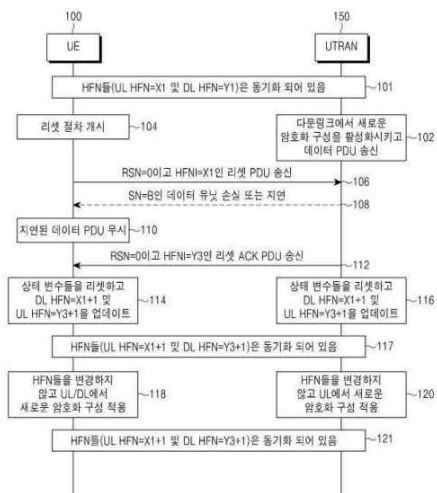 100
150
UE
UTRAN
HFN들(UL HFN=X1 및 DL HFN=Y1)은 동기화 되어 있음
101
리셋 절차 개시
104
다운링크에서 새로운
암호화 구성을 활성화시키고
데이터 PDU 송신
102
RSN=0이고 HFNI=X1인 리셋 PDU 송신
106
SN=B인 데이터 유닛 손실 또는 지연
108
지연된 데이터 PDU 무시
110
RSN=0이고 HFNI=Y3인 리셋 ACK PDU 송신
112
상태 변수들을 리셋하고
DL HFN=X1+1 및
UL HFN=Y3+1을 업데이트
114
상태 변수들을 리셋하고
DL HFN=X1+1 및
UL HFN=Y3+1을 업데이트
116
HFN들(UL HFN=X1+1 및 DL HFN=Y3+1)은 동기화 되어 있음
117
HFN들을 변경하지
않고 UL/DL에서
새로운 암호화 구성 적용
118
HFN들을 변경하지
않고 UL에서 새로운
암호화 구성 적용
120
HFN들(UL HFN=X1+1 및 DL HFN=Y3+1)은 동기화 되어 있음
121